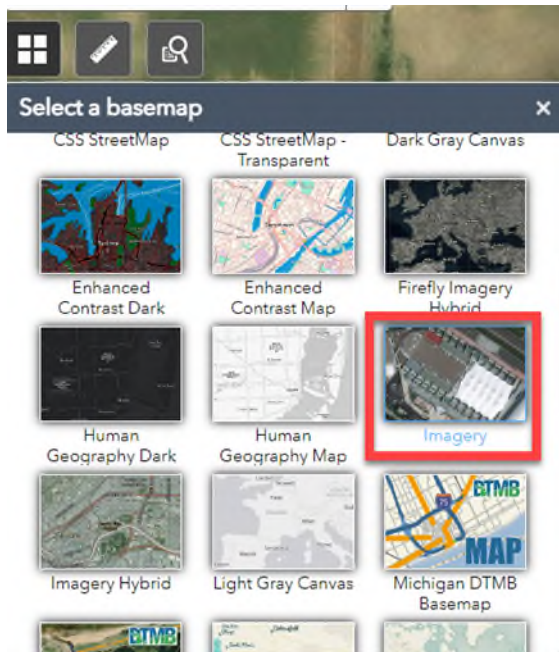 Select a basemap
×
CSS StreetMap
CSS StreetMap -
Transparent
Dark Gray Canvas
Enhanced
Contrast Dark
Enhanced
Contrast Map
Firefly Imagery
Hybrid
Human
Geography Dark
Human
Geography Map
Imagery
Imagery Hybrid
Light Gray Canvas
DTMB
75
MAP
Michigan DTMB
Basemap
DTMB